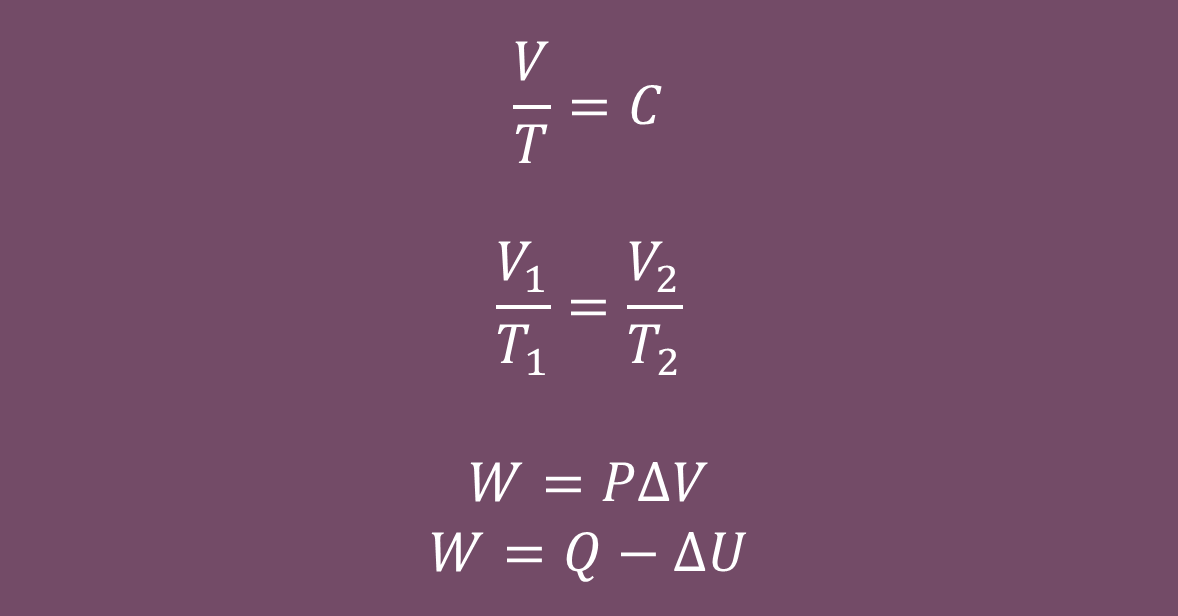 V/T = C
V₁/T₁ = V₂/T₂
W = PΔV
W = Q − ΔU